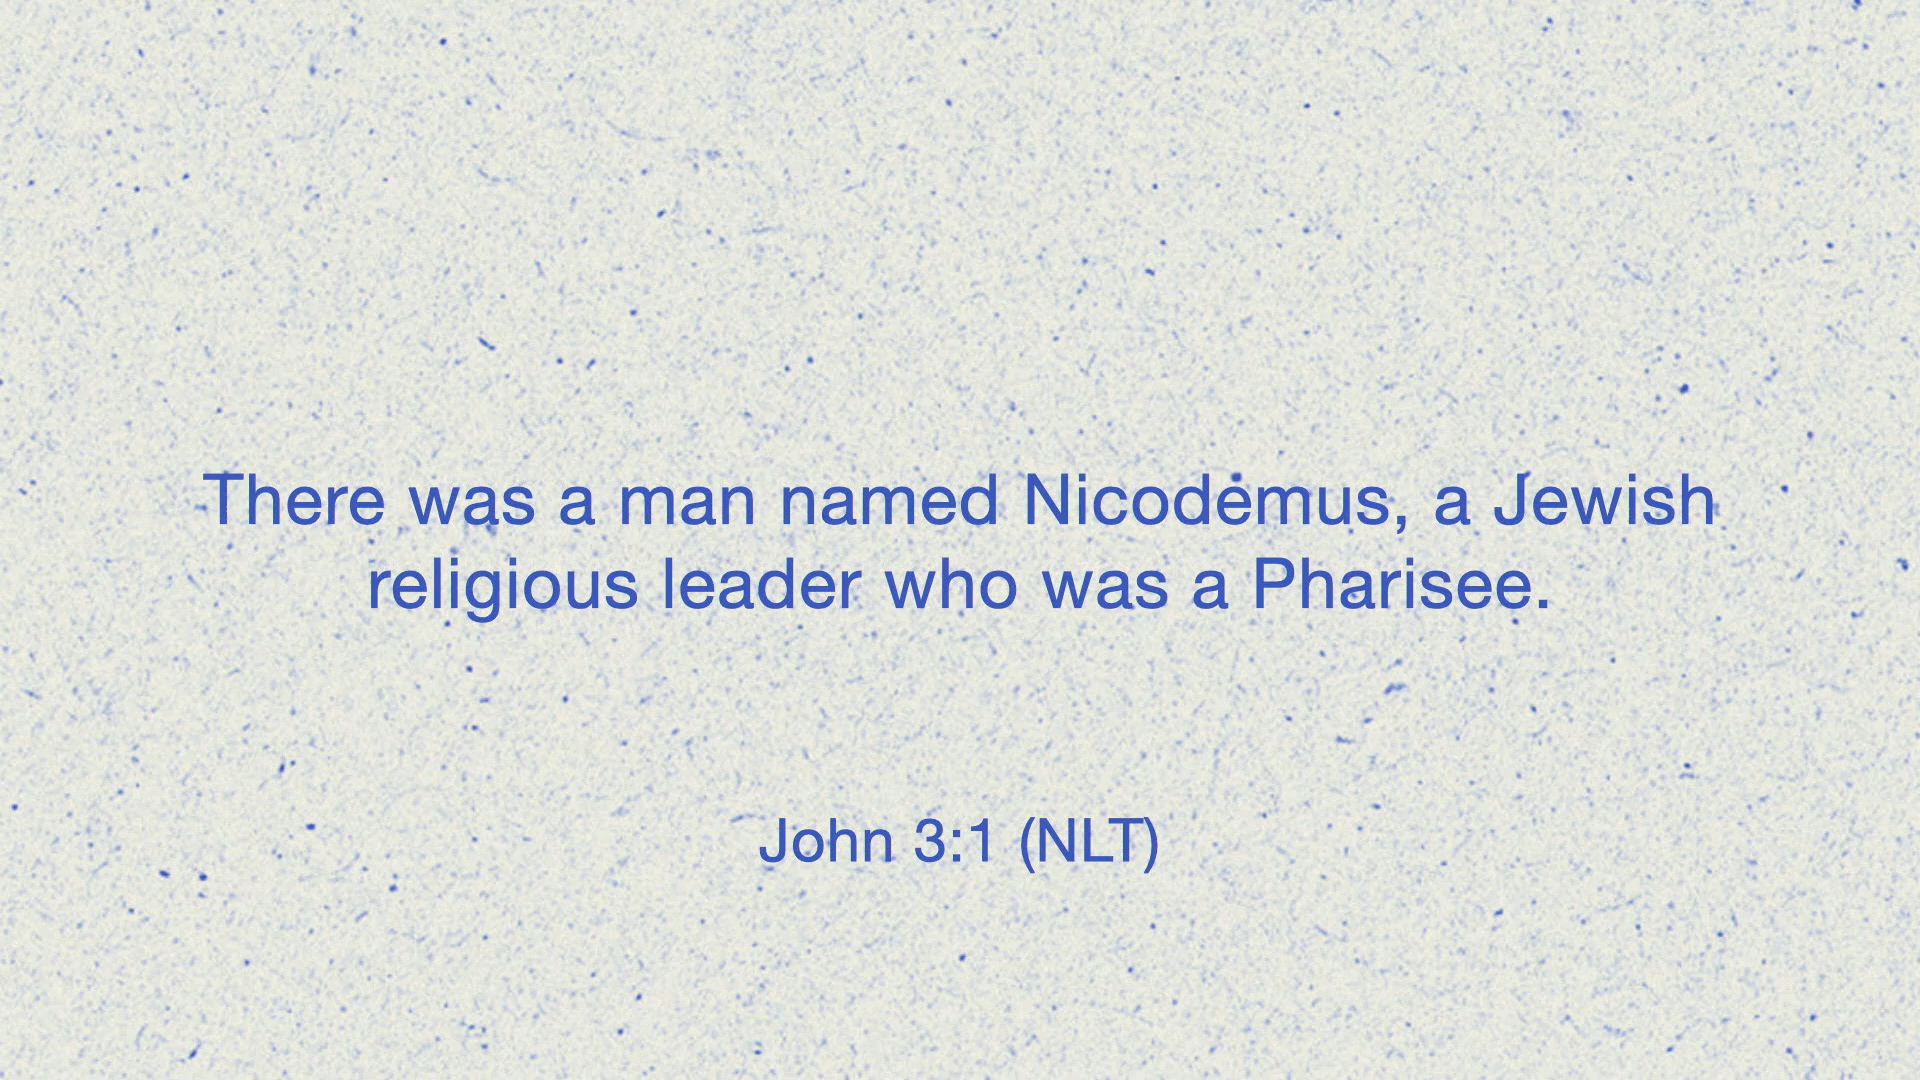 There was a man named Nicodemus, a Jewish
religious leader who was a Pharisee.
John 3:1 (NLT)